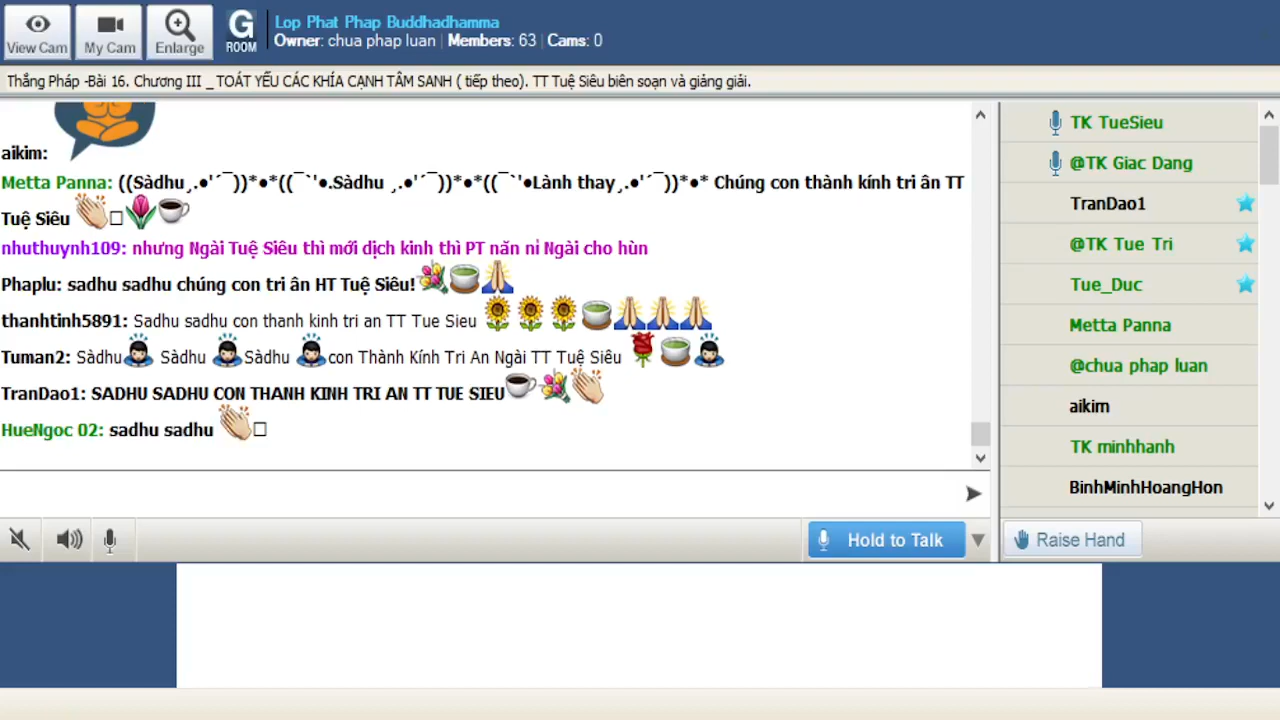 View Cam
My Cam
Enlarge
G
ROOM
Lop Phat Phap Buddhadhamma
Owner: chua phap luan | Members: 63 | Cams: 0
Thắng Pháp -Bài 16. Chương III _TOÁT YẾU CÁC KHÍA CẠNH TÂM SANH ( tiếp theo). TT Tuệ Siêu biên soạn và giảng giải.
aikim:
Metta Panna: ((Sàdhu¸.●'´¯))*●*((¯`'●.Sàdhu ¸.●'´¯))*●*((¯`'●Lành thay¸.●'´¯))*●* Chúng con thành kính tri ân TT
Tuệ Siêu
nhuthuynh109: nhưng Ngài Tuệ Siêu thì mới dịch kinh thì PT năn nỉ Ngài cho hùn
Phaplu: sadhu sadhu chúng con tri ân HT Tuệ Siêu!
thanhtinh5891: Sadhu sadhu con thanh kinh tri an TT Tue Sieu
Tuman2: Sàdhu Sàdhu Sàdhu con Thành Kính Tri An Ngài TT Tuệ Siêu
TranDao1: SADHU SADHU CON THANH KINH TRI AN TT TUE SIEU
HueNgoc 02: sadhu sadhu
TK TueSieu
@TK Giac Dang
TranDao1
@TK Tue Tri
Tue_Duc
Metta Panna
@chua phap luan
aikim
TK minhhanh
BinhMinhHoangHon
Hold to Talk
Raise Hand